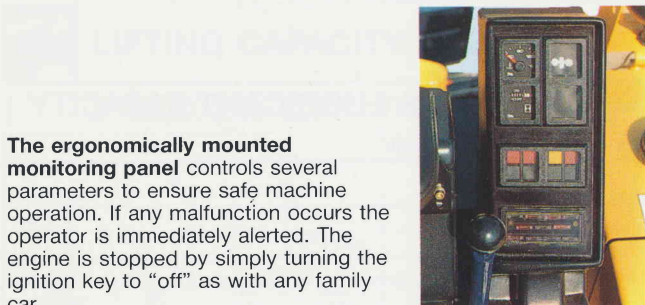 The ergonomically mounted
monitoring panel controls several
parameters to ensure safe machine
operation. If any malfunction occurs the
operator is immediately alerted. The
engine is stopped by simply turning the
ignition key to “off” as with any family
car.